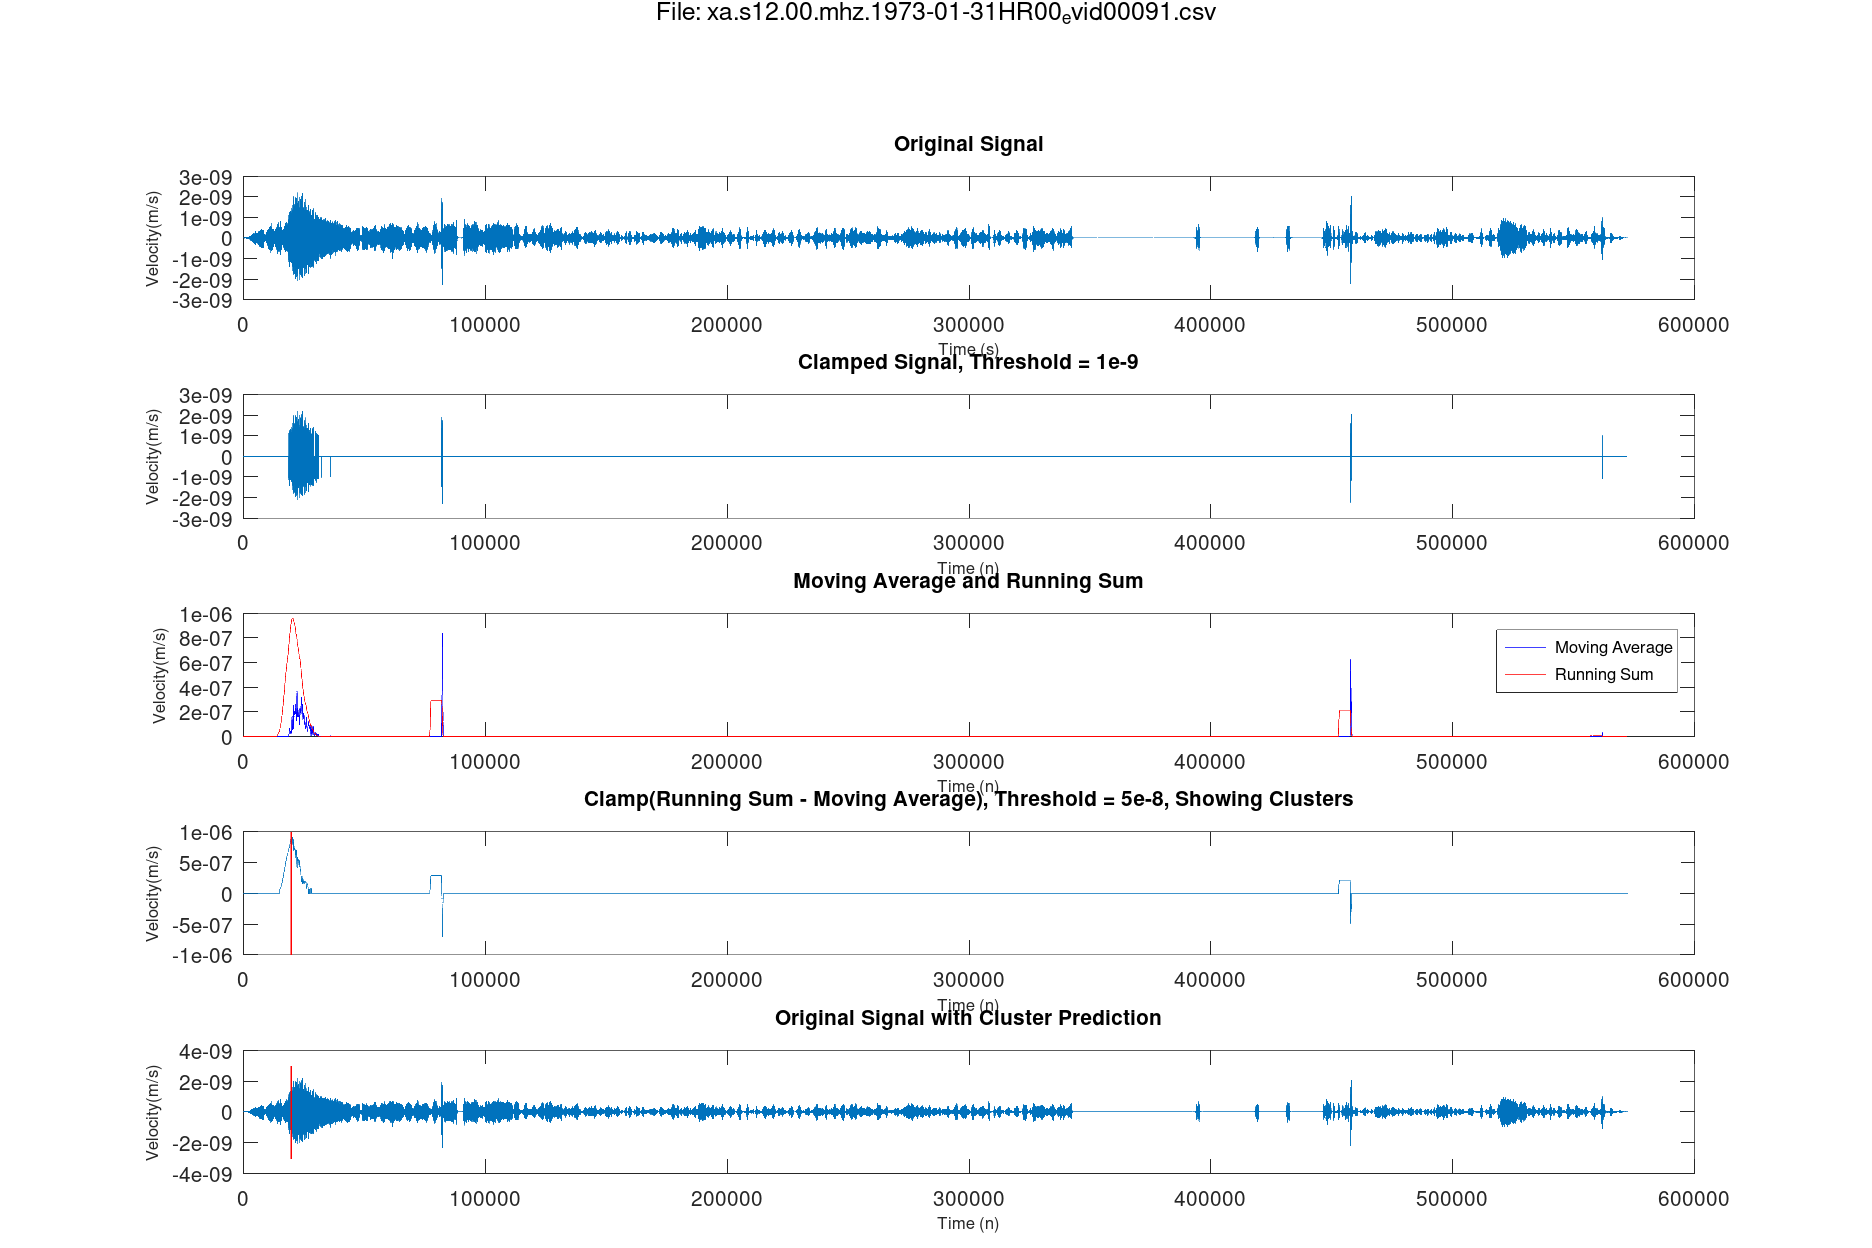 File: xa.s12.00.mhz.1973-01-31HR00evid00091.csv
Original Signal
Velocity(m/s)
3e-09
2e-09
1e-09
0
-1e-09
-2e-09
-3e-09
0 100000 200000 300000 400000 500000 600000
Time (s)
Clamped Signal, Threshold = 1e-9
Velocity(m/s)
3e-09
2e-09
1e-09
0
-1e-09
-2e-09
-3e-09
0 100000 200000 300000 400000 500000 600000
Time (n)
Moving Average and Running Sum
Velocity(m/s)
1e-06
8e-07
6e-07
4e-07
2e-07
0
Moving Average
Running Sum
0 100000 200000 300000 400000 500000 600000
Time (n)
Clamp(Running Sum - Moving Average), Threshold = 5e-8, Showing Clusters
Velocity(m/s)
1e-06
5e-07
0
-5e-07
-1e-06
0 100000 200000 300000 400000 500000 600000
Time (n)
Original Signal with Cluster Prediction
Velocity(m/s)
4e-09
2e-09
0
-2e-09
-4e-09
0 100000 200000 300000 400000 500000 600000
Time (n)